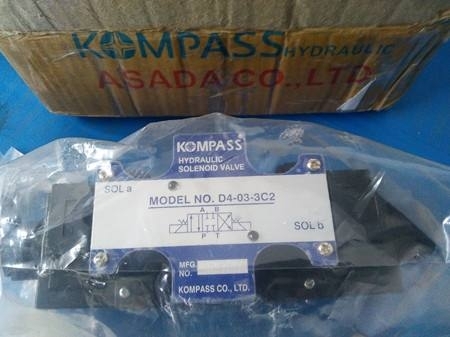 KOMPASS HYDRAULIC
ASADA CO., LTD.
KOMPASS
HYDRAULIC
SOLENOID VALVE
SOL a
MODEL NO. D4-03-3C2
A B
P T
SOL b
MFG.
NO.
KOMPASS CO., LTD.